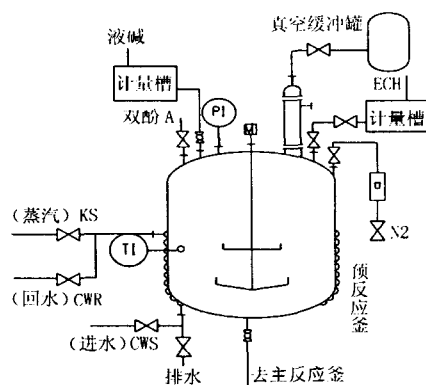 真空缓冲罐
液碱
计量槽
ECH
计量槽
双酚 A
PI
M
(蒸汽) KS
TI
N2
(回水) CWR
预反应釜
(进水) CWS
排水
去主反应釜